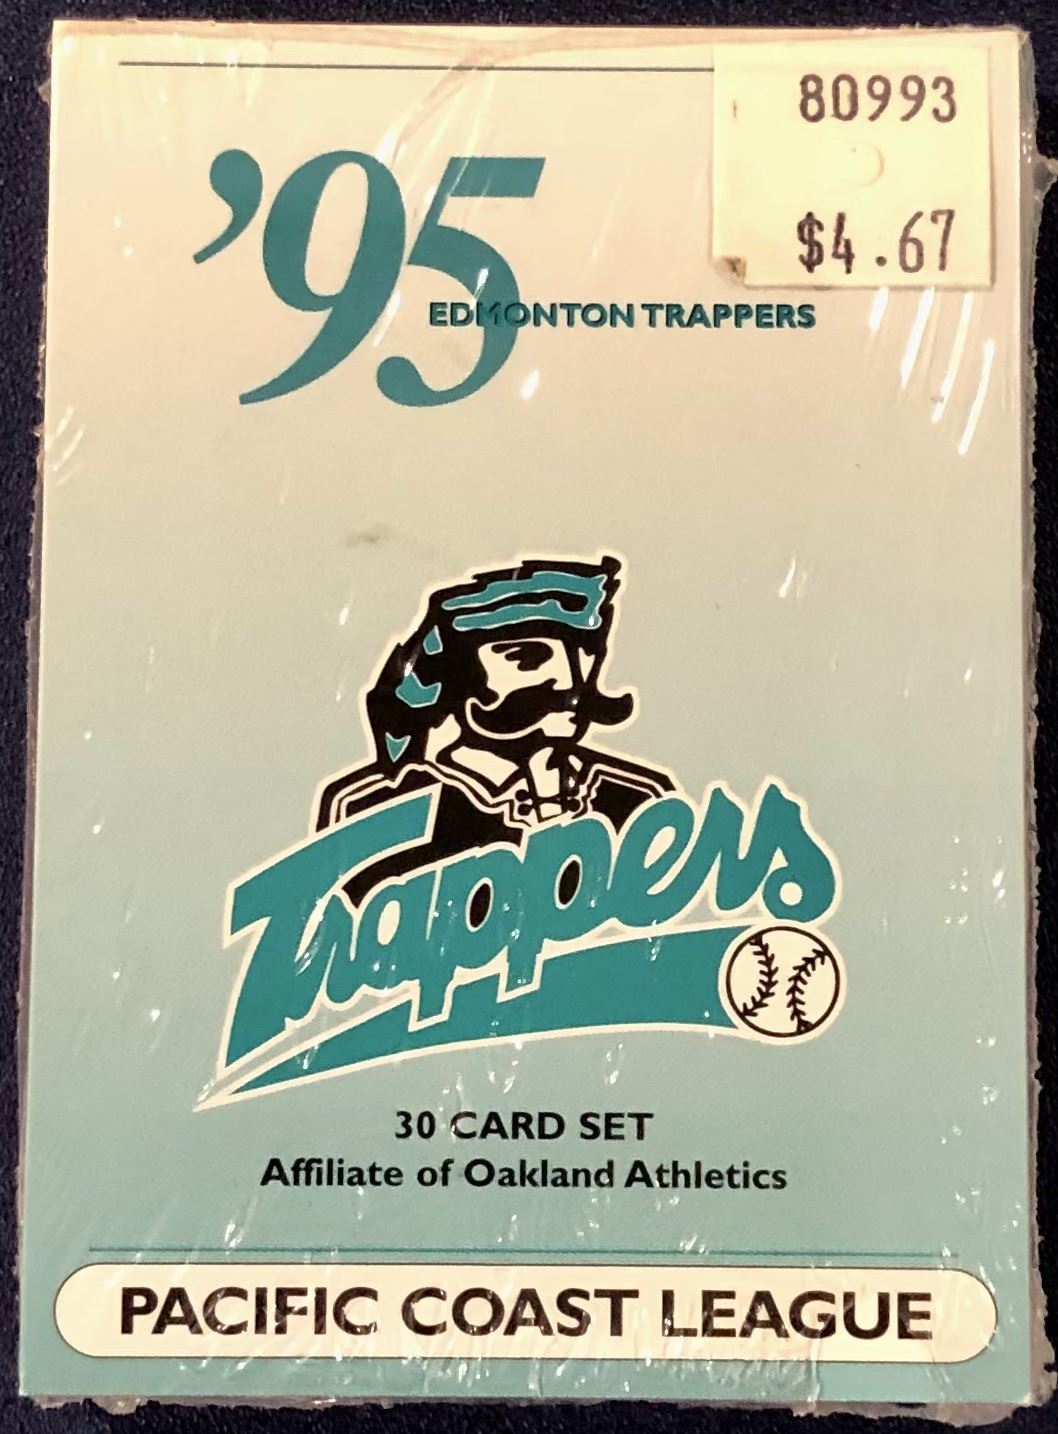 80993
$4.67
'95
EDMONTON TRAPPERS
Trappers
30 CARD SET
Affiliate of Oakland Athletics
PACIFIC COAST LEAGUE